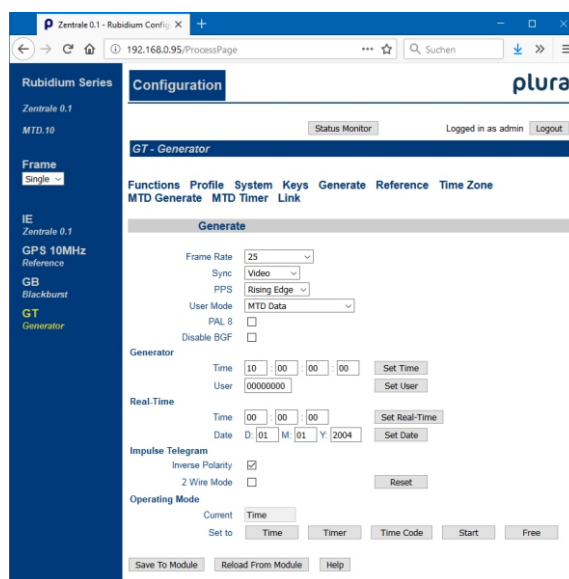 Zentrale 0.1 - Rubidium Config
192.168.0.95/ProcessPage
Suchen
Rubidium Series
Zentrale 0.1
MTD.10
Frame
Single
IE
Zentrale 0.1
GPS 10MHz
Reference
GB
Blackburst
GT
Generator
Configuration
plura
Status Monitor
Logged in as admin
Logout
GT - Generator
Functions Profile System Keys Generate Reference Time Zone
MTD Generate MTD Timer Link
Generate
Frame Rate 25
Sync Video
PPS Rising Edge
User Mode MTD Data
PAL 8
Disable BGF
Generator
Time 10 : 00 : 00 : 00 Set Time
User 00000000 Set User
Real-Time
Time 00 : 00 : 00 Set Real-Time
Date D: 01 M: 01 Y: 2004 Set Date
Impulse Telegram
Inverse Polarity
2 Wire Mode Reset
Operating Mode
Current Time
Set to Time Timer Time Code Start Free
Save To Module Reload From Module Help